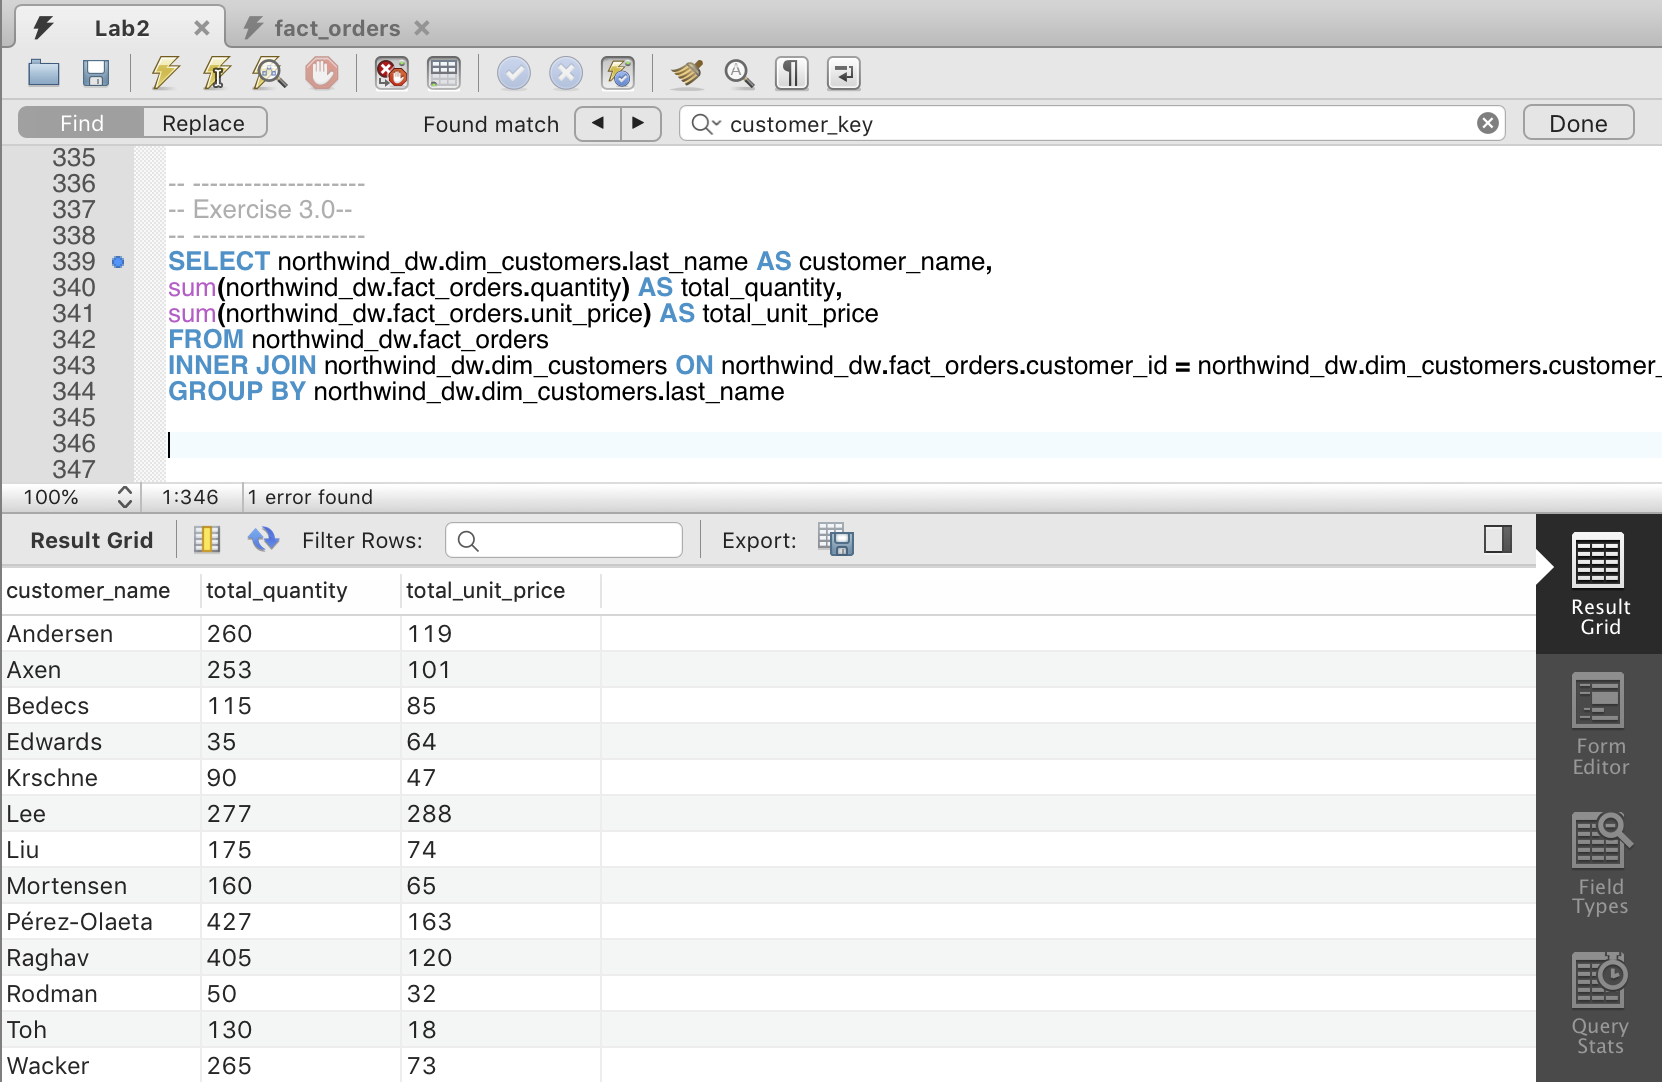 Lab2 fact_orders
Find Replace Found match customer_key Done
335
336 -- --------------------
337 -- Exercise 3.0--
338 -- --------------------
339 SELECT northwind_dw.dim_customers.last_name AS customer_name,
340 sum(northwind_dw.fact_orders.quantity) AS total_quantity,
341 sum(northwind_dw.fact_orders.unit_price) AS total_unit_price
342 FROM northwind_dw.fact_orders
343 INNER JOIN northwind_dw.dim_customers ON northwind_dw.fact_orders.customer_id = northwind_dw.dim_customers.customer_
344 GROUP BY northwind_dw.dim_customers.last_name
345
346
347
100% 1:346 1 error found
Result Grid Filter Rows: Export:
customer_name total_quantity total_unit_price
Andersen 260 119
Axen 253 101
Bedecs 115 85
Edwards 35 64
Krschne 90 47
Lee 277 288
Liu 175 74
Mortensen 160 65
Pérez-Olaeta 427 163
Raghav 405 120
Rodman 50 32
Toh 130 18
Wacker 265 73
Result
Grid
Form
Editor
Field
Types
Query
Stats